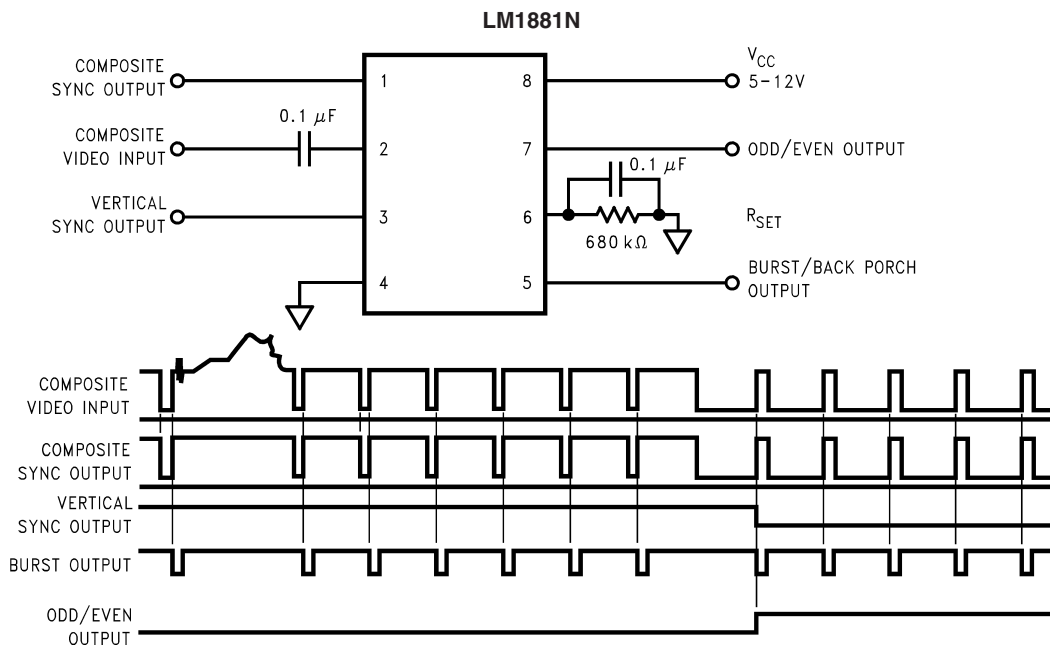 LM1881N
COMPOSITE
SYNC OUTPUT
1
8
V_CC
5-12V
0.1 μF
COMPOSITE
VIDEO INPUT
2
7
ODD/EVEN OUTPUT
0.1 μF
VERTICAL
SYNC OUTPUT
3
6
680 kΩ
R_SET
4
5
BURST/BACK PORCH
OUTPUT
COMPOSITE
VIDEO INPUT
COMPOSITE
SYNC OUTPUT
VERTICAL
SYNC OUTPUT
BURST OUTPUT
ODD/EVEN
OUTPUT